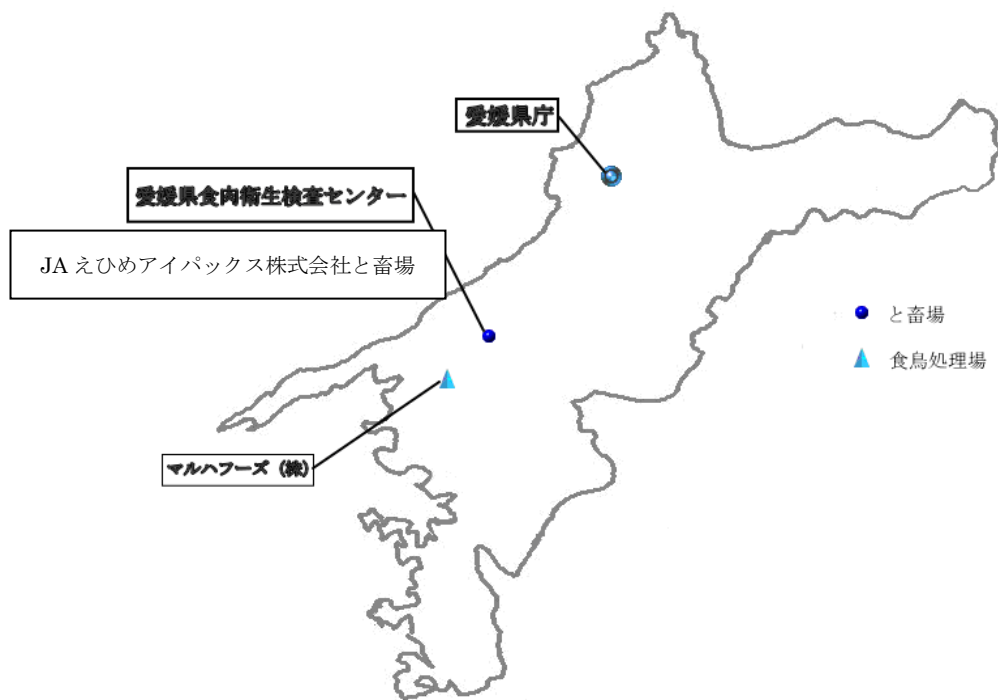 愛媛県庁
愛媛県食肉衛生検査センター
JA えひめアイパックス株式会社と畜場
と畜場
食鳥処理場
マルハフーズ（株）